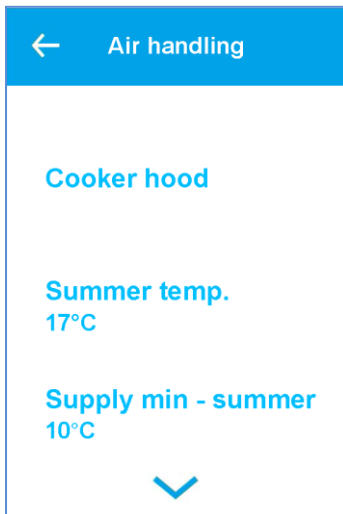 Air handling
Cooker hood
Summer temp.
17°C
Supply min - summer
10°C